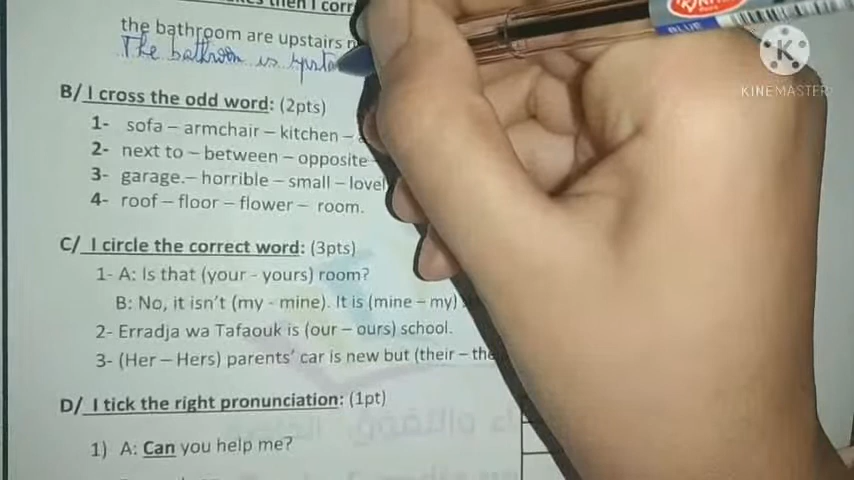 then I corr
the bathroom are upstairs
The bathroom is upsta
KINEMASTER
BLUE
B/ I cross the odd word: (2pts)
1- sofa – armchair – kitchen –
2- next to – between – opposite –
3- garage.– horrible – small – lovel
4- roof – floor – flower – room.
C/ I circle the correct word: (3pts)
1- A: Is that (your - yours) room?
B: No, it isn't (my - mine). It is (mine – my)
2- Erradja wa Tafaouk is (our – ours) school.
3- (Her – Hers) parents' car is new but (their – the
D/ I tick the right pronunciation: (1pt)
1) A: Can you help me?